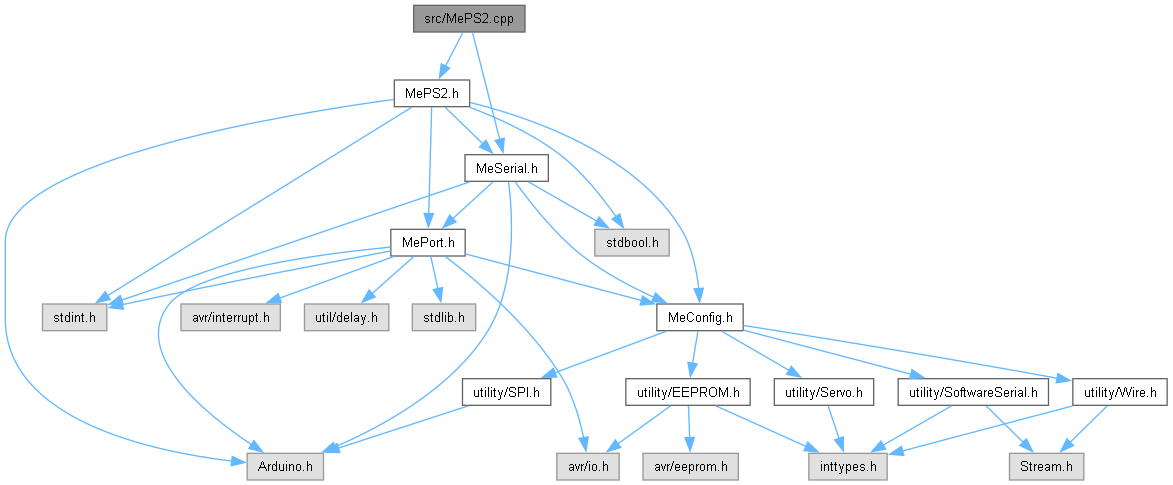 src/MePS2.cpp
MePS2.h
MeSerial.h
stdbool.h
MePort.h
stdint.h
avr/interrupt.h
util/delay.h
stdlib.h
MeConfig.h
utility/SPI.h
utility/EEPROM.h
utility/Servo.h
utility/SoftwareSerial.h
utility/Wire.h
Arduino.h
avr/io.h
avr/eeprom.h
inttypes.h
Stream.h